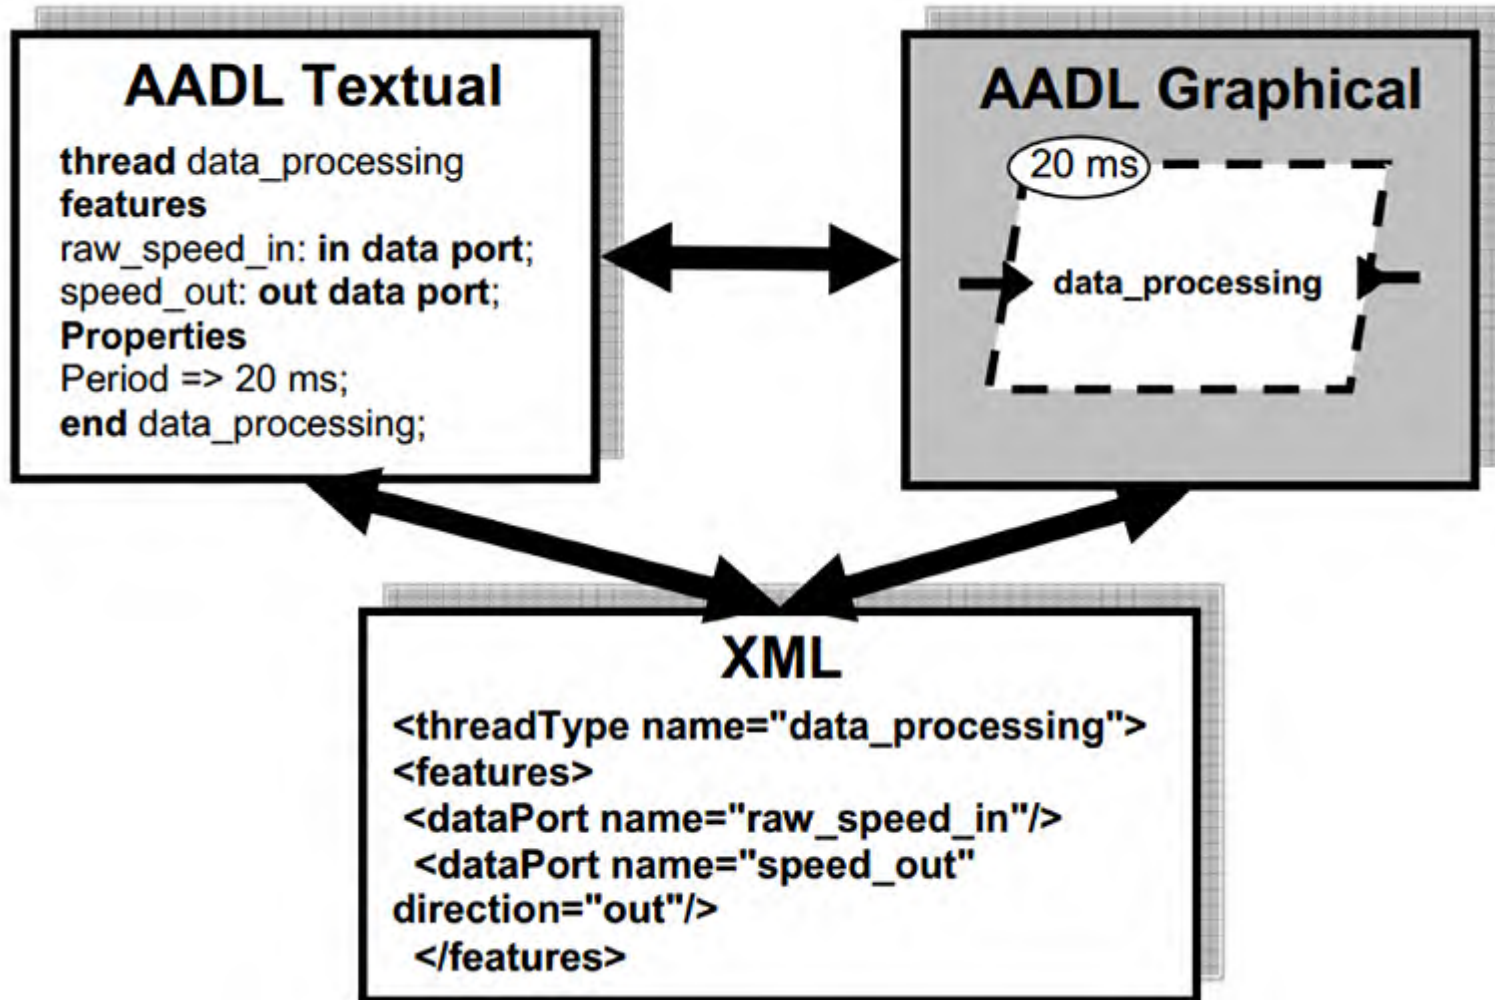 AADL Textual
thread data_processing
features
raw_speed_in: in data port;
speed_out: out data port;
Properties
Period => 20 ms;
end data_processing;
AADL Graphical
20 ms
data_processing
XML
<threadType name="data_processing">
<features>
<dataPort name="raw_speed_in"/>
<dataPort name="speed_out"
direction="out"/>
</features>